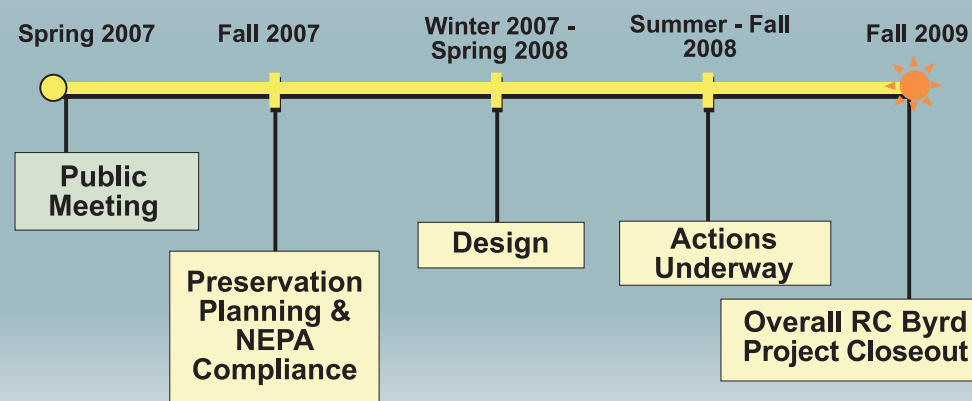 Spring 2007
Fall 2007
Winter 2007 -
Spring 2008
Summer - Fall
2008
Fall 2009
Public
Meeting
Preservation
Planning &
NEPA
Compliance
Design
Actions
Underway
Overall RC Byrd
Project Closeout